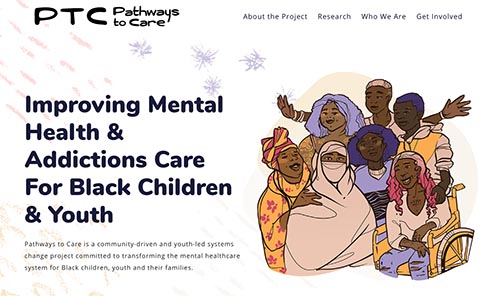 PTC Pathways
to Care
About the Project Research Who We Are Get Involved
Improving Mental
Health &
Addictions Care
For Black Children
& Youth
Pathways to Care is a community-driven and youth-led systems
change project committed to transforming the mental healthcare
system for Black children, youth and their families.